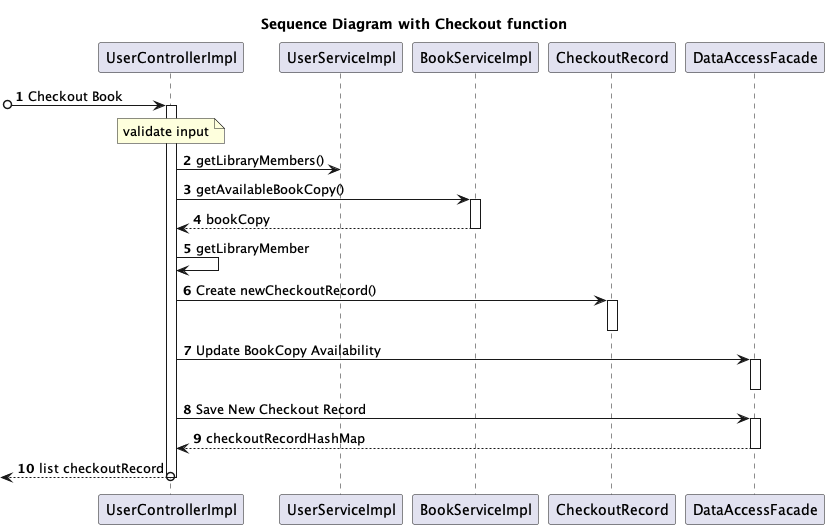 Sequence Diagram with Checkout function
UserControllerImpl UserServiceImpl BookServiceImpl CheckoutRecord DataAccessFacade
1 Checkout Book
validate input
2 getLibraryMembers()
3 getAvailableBookCopy()
4 bookCopy
5 getLibraryMember
6 Create newCheckoutRecord()
7 Update BookCopy Availability
8 Save New Checkout Record
9 checkoutRecordHashMap
10 list checkoutRecord
UserControllerImpl UserServiceImpl BookServiceImpl CheckoutRecord DataAccessFacade